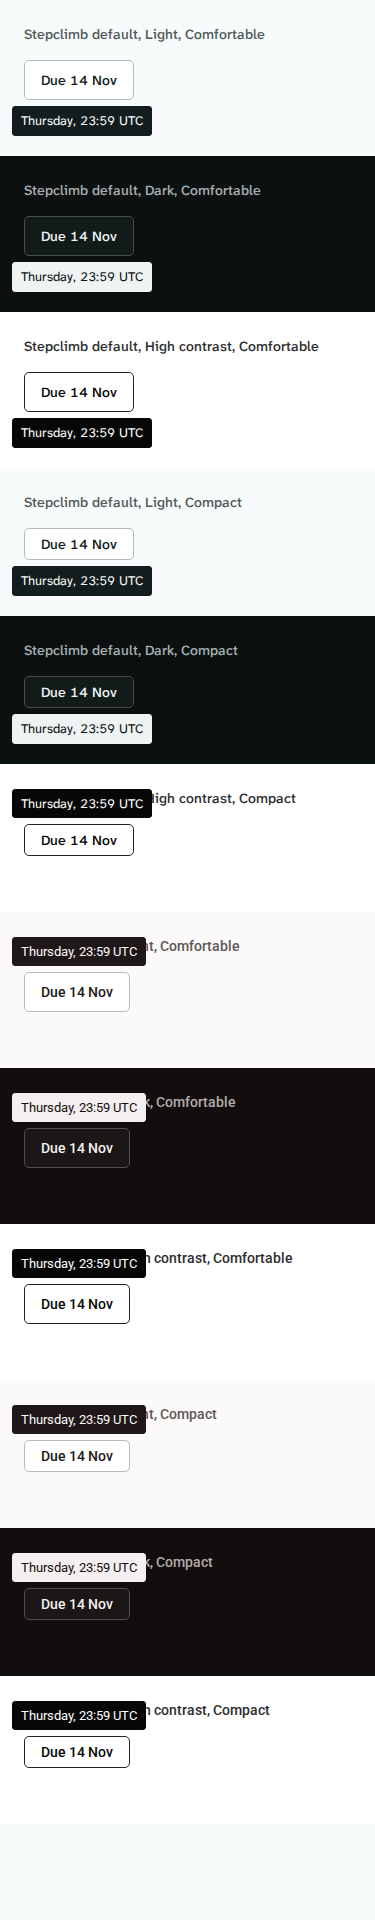 Stepclimb default, Light, Comfortable
Due 14 Nov
Thursday, 23:59 UTC
Stepclimb default, Dark, Comfortable
Due 14 Nov
Thursday, 23:59 UTC
Stepclimb default, High contrast, Comfortable
Due 14 Nov
Thursday, 23:59 UTC
Stepclimb default, Light, Compact
Due 14 Nov
Thursday, 23:59 UTC
Stepclimb default, Dark, Compact
Due 14 Nov
Thursday, 23:59 UTC
Thursday, 23:59 UTC High contrast, Compact
Due 14 Nov
Thursday, 23:59 UTC Comfortable
Due 14 Nov
Thursday, 23:59 UTC Comfortable
Due 14 Nov
Thursday, 23:59 UTC contrast, Comfortable
Due 14 Nov
Thursday, 23:59 UTC Compact
Due 14 Nov
Thursday, 23:59 UTC Compact
Due 14 Nov
Thursday, 23:59 UTC contrast, Compact
Due 14 Nov